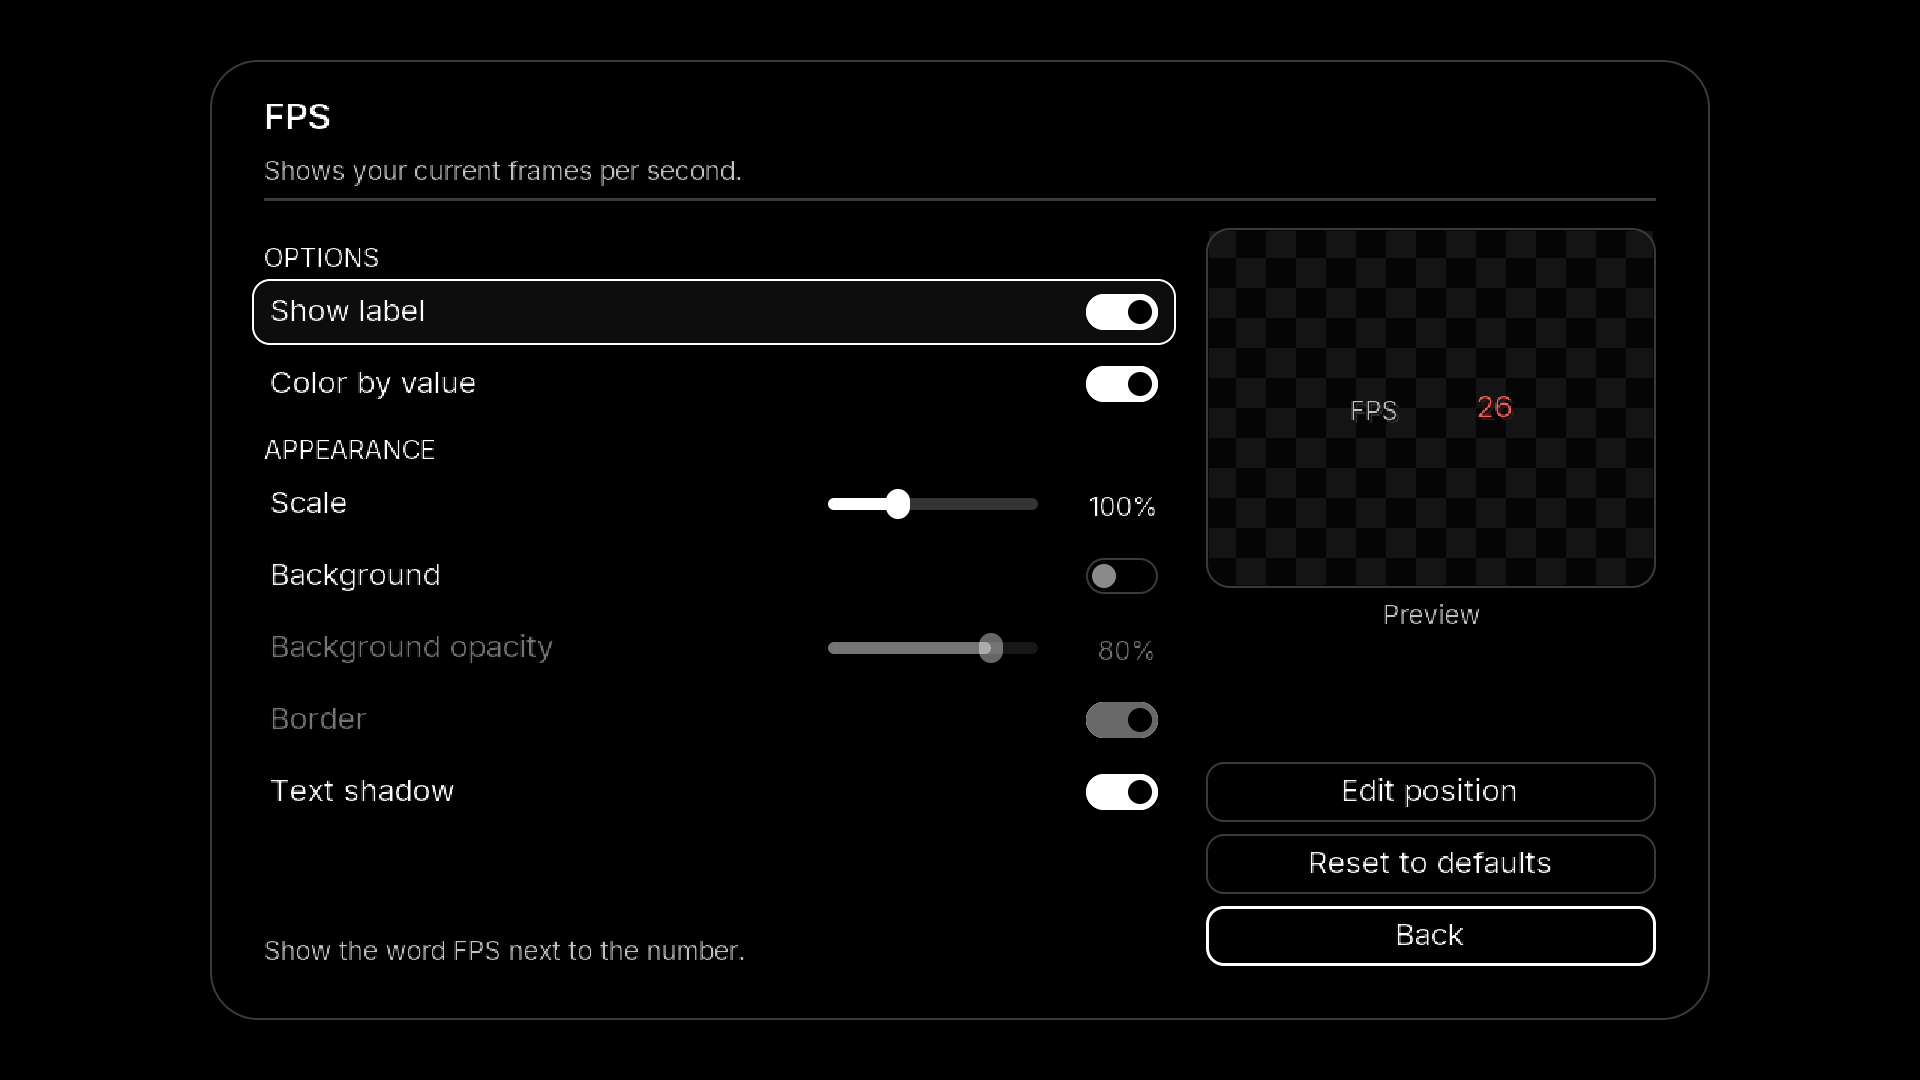 FPS
Shows your current frames per second.
OPTIONS
Show label
Color by value
APPEARANCE
Scale
100%
Background
Background opacity
80%
Border
Text shadow
Show the word FPS next to the number.
FPS 26
Preview
Edit position
Reset to defaults
Back